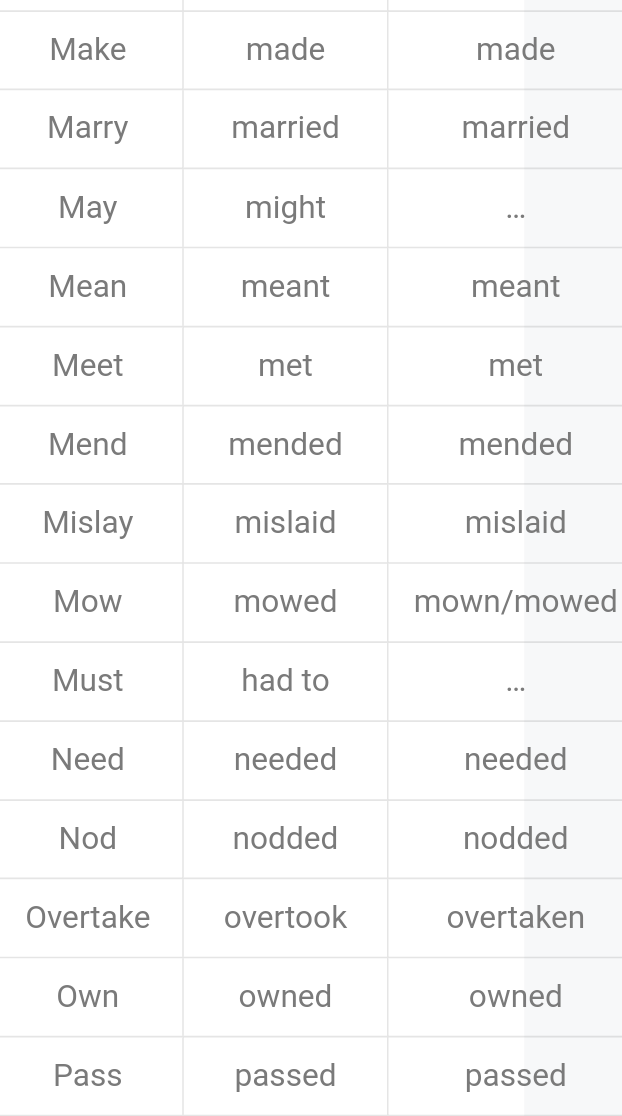 Make made made
Marry married married
May might …
Mean meant meant
Meet met met
Mend mended mended
Mislay mislaid mislaid
Mow mowed mown/mowed
Must had to …
Need needed needed
Nod nodded nodded
Overtake overtook overtaken
Own owned owned
Pass passed passed